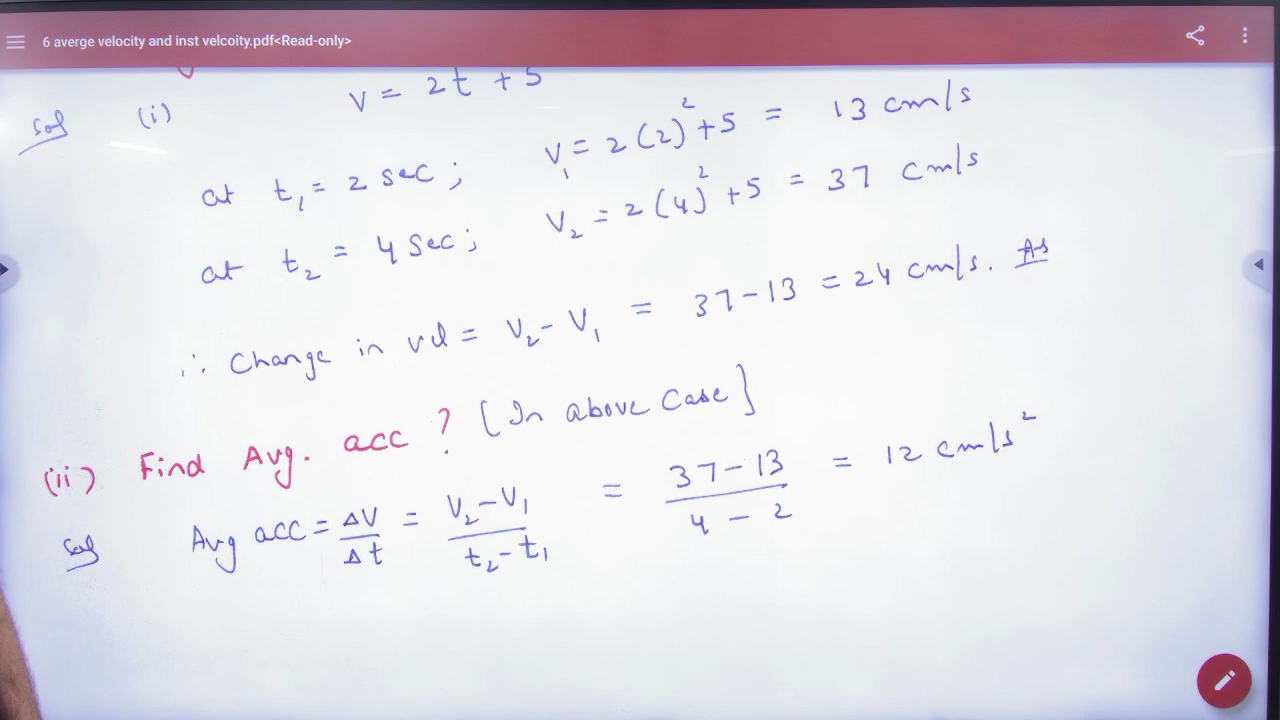 6 averge velocity and inst velcoity.pdf<Read-only>
Sol (i) V = 2t + 5
at t₁ = 2 sec ; V₁ = 2(2)² + 5 = 13 cm/s
at t₂ = 4 Sec ; V₂ = 2(4)² + 5 = 37 cm/s
∴ Change in vel = V₂ - V₁ = 37 - 13 = 24 cm/s. As
(ii) Find Avg. acc ? [In above Case]
Sol Avg acc = ΔV/Δt = V₂-V₁/t₂-t₁ = 37-13/4-2 = 12 cm/s²